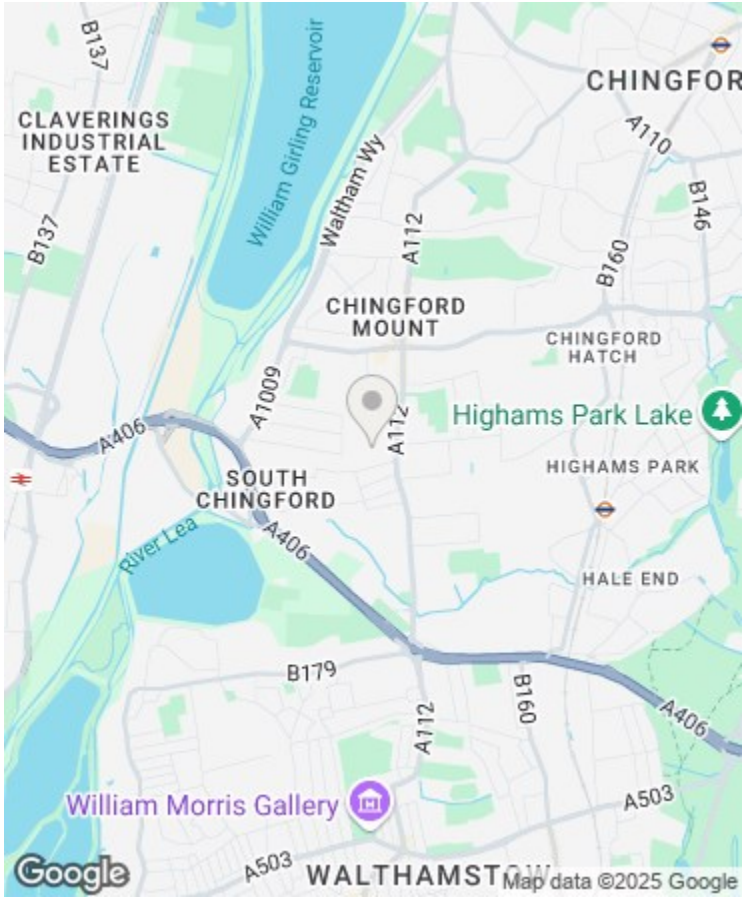 B137
CHINGFOR
CLAVERINGS
INDUSTRIAL
ESTATE
William Girling Reservoir
Waltham Wy
A110
A112
B146
B137
B160
CHINGFORD
MOUNT
CHINGFORD
HATCH
A1009
A112
Highams Park Lake
A406
SOUTH
CHINGFORD
HIGHAMS PARK
River Lea
A406
HALE END
B179
A112
B160
A406
William Morris Gallery
A503
A503
WALTHAMSTOW
Google
Map data ©2025 Google